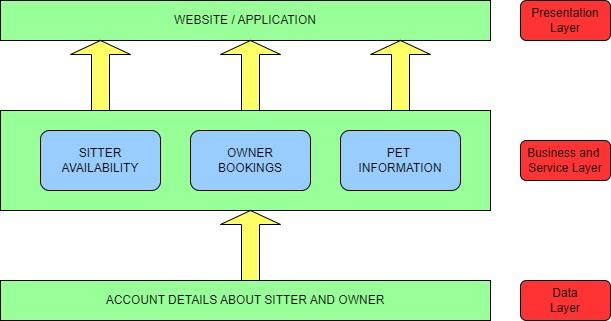 WEBSITE / APPLICATION
Presentation
Layer
SITTER
AVAILABILITY
OWNER
BOOKINGS
PET
INFORMATION
Business and
Service Layer
ACCOUNT DETAILS ABOUT SITTER AND OWNER
Data
Layer